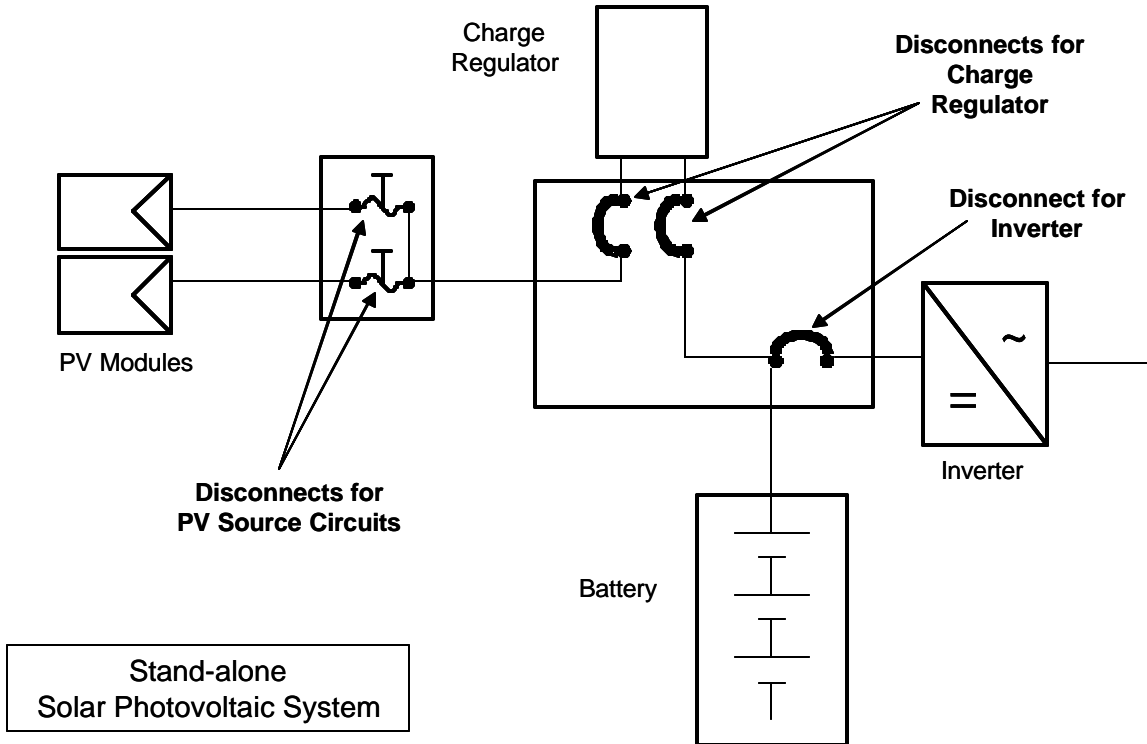 Charge
Regulator
Disconnects for
Charge
Regulator
Disconnect for
Inverter
PV Modules
~
=
Inverter
Disconnects for
PV Source Circuits
Battery
Stand-alone
Solar Photovoltaic System